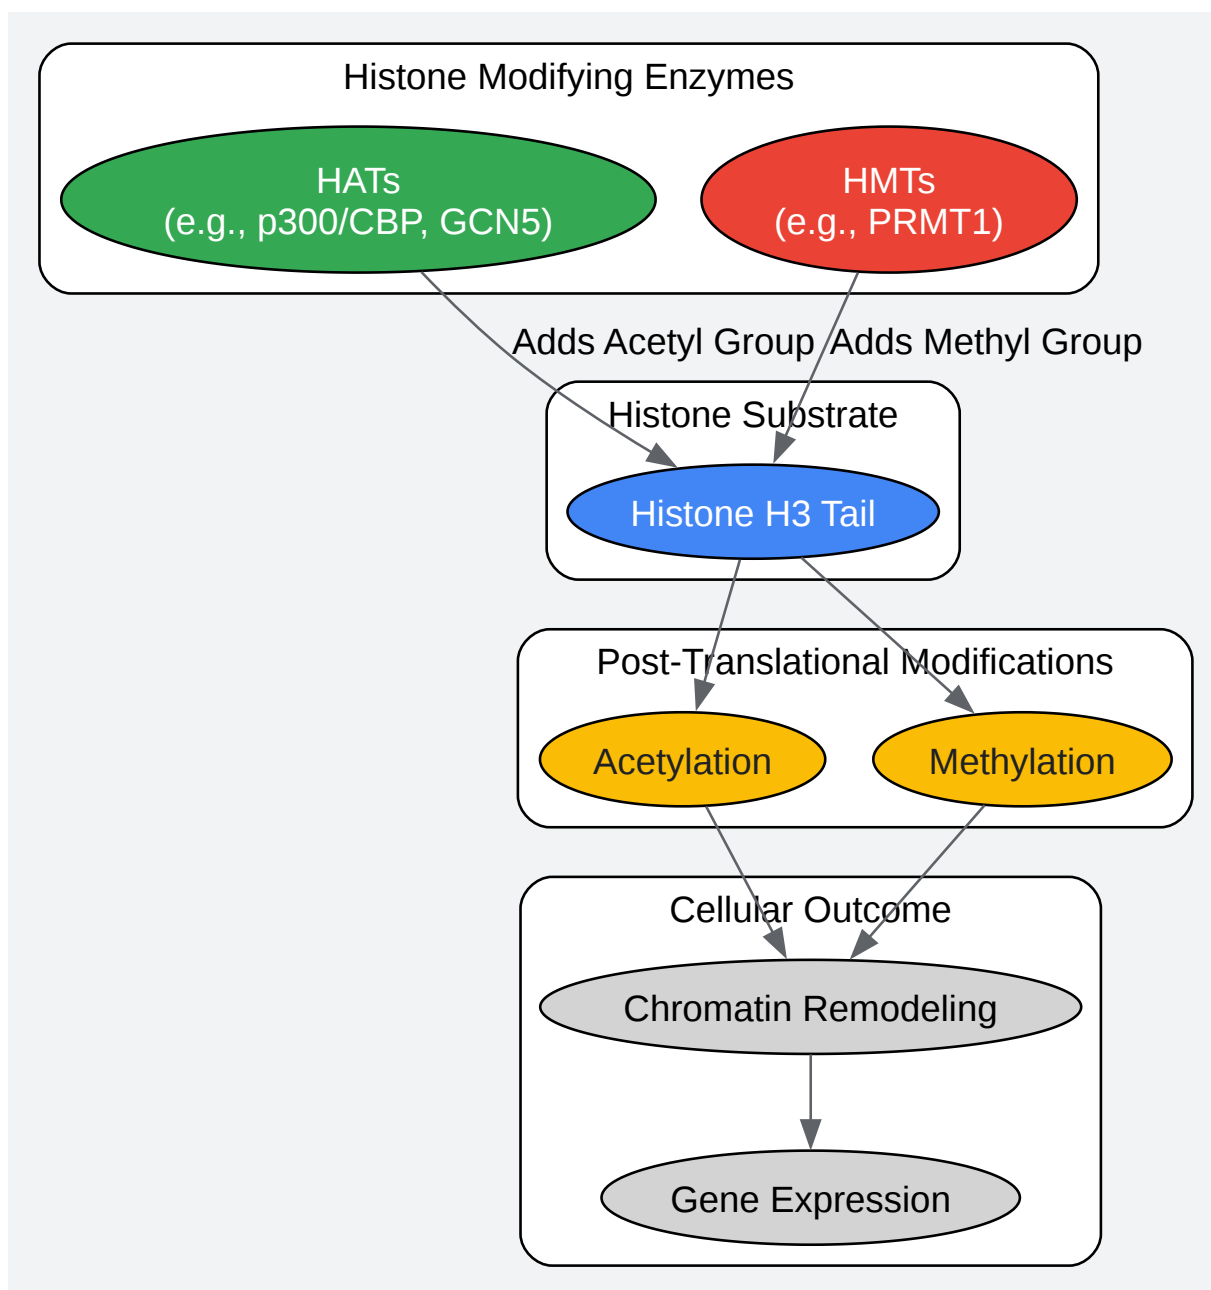 Histone Modifying Enzymes
HATs
(e.g., p300/CBP, GCN5)
HMTs
(e.g., PRMT1)
Adds Acetyl Group
Adds Methyl Group
Histone Substrate
Histone H3 Tail
Post-Translational Modifications
Acetylation
Methylation
Cellular Outcome
Chromatin Remodeling
Gene Expression